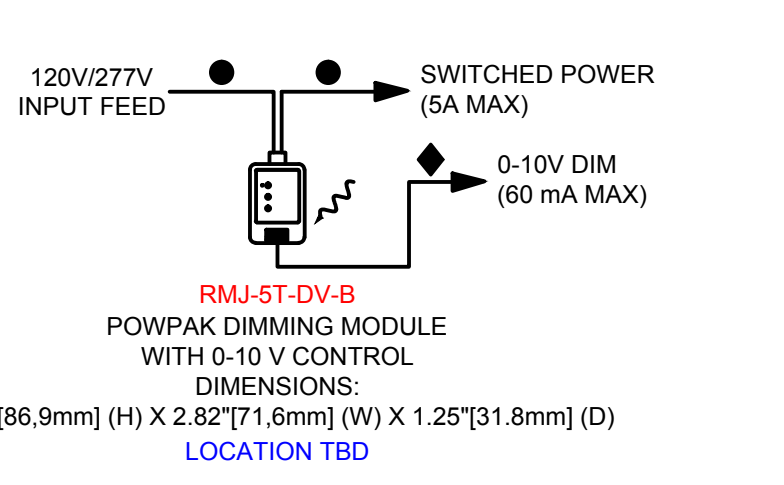 120V/277V
INPUT FEED
SWITCHED POWER
(5A MAX)
0-10V DIM
(60 mA MAX)
RMJ-5T-DV-B
POWPAK DIMMING MODULE
WITH 0-10 V CONTROL
DIMENSIONS:
[86,9mm] (H) X 2.82"[71,6mm] (W) X 1.25"[31.8mm] (D)
LOCATION TBD